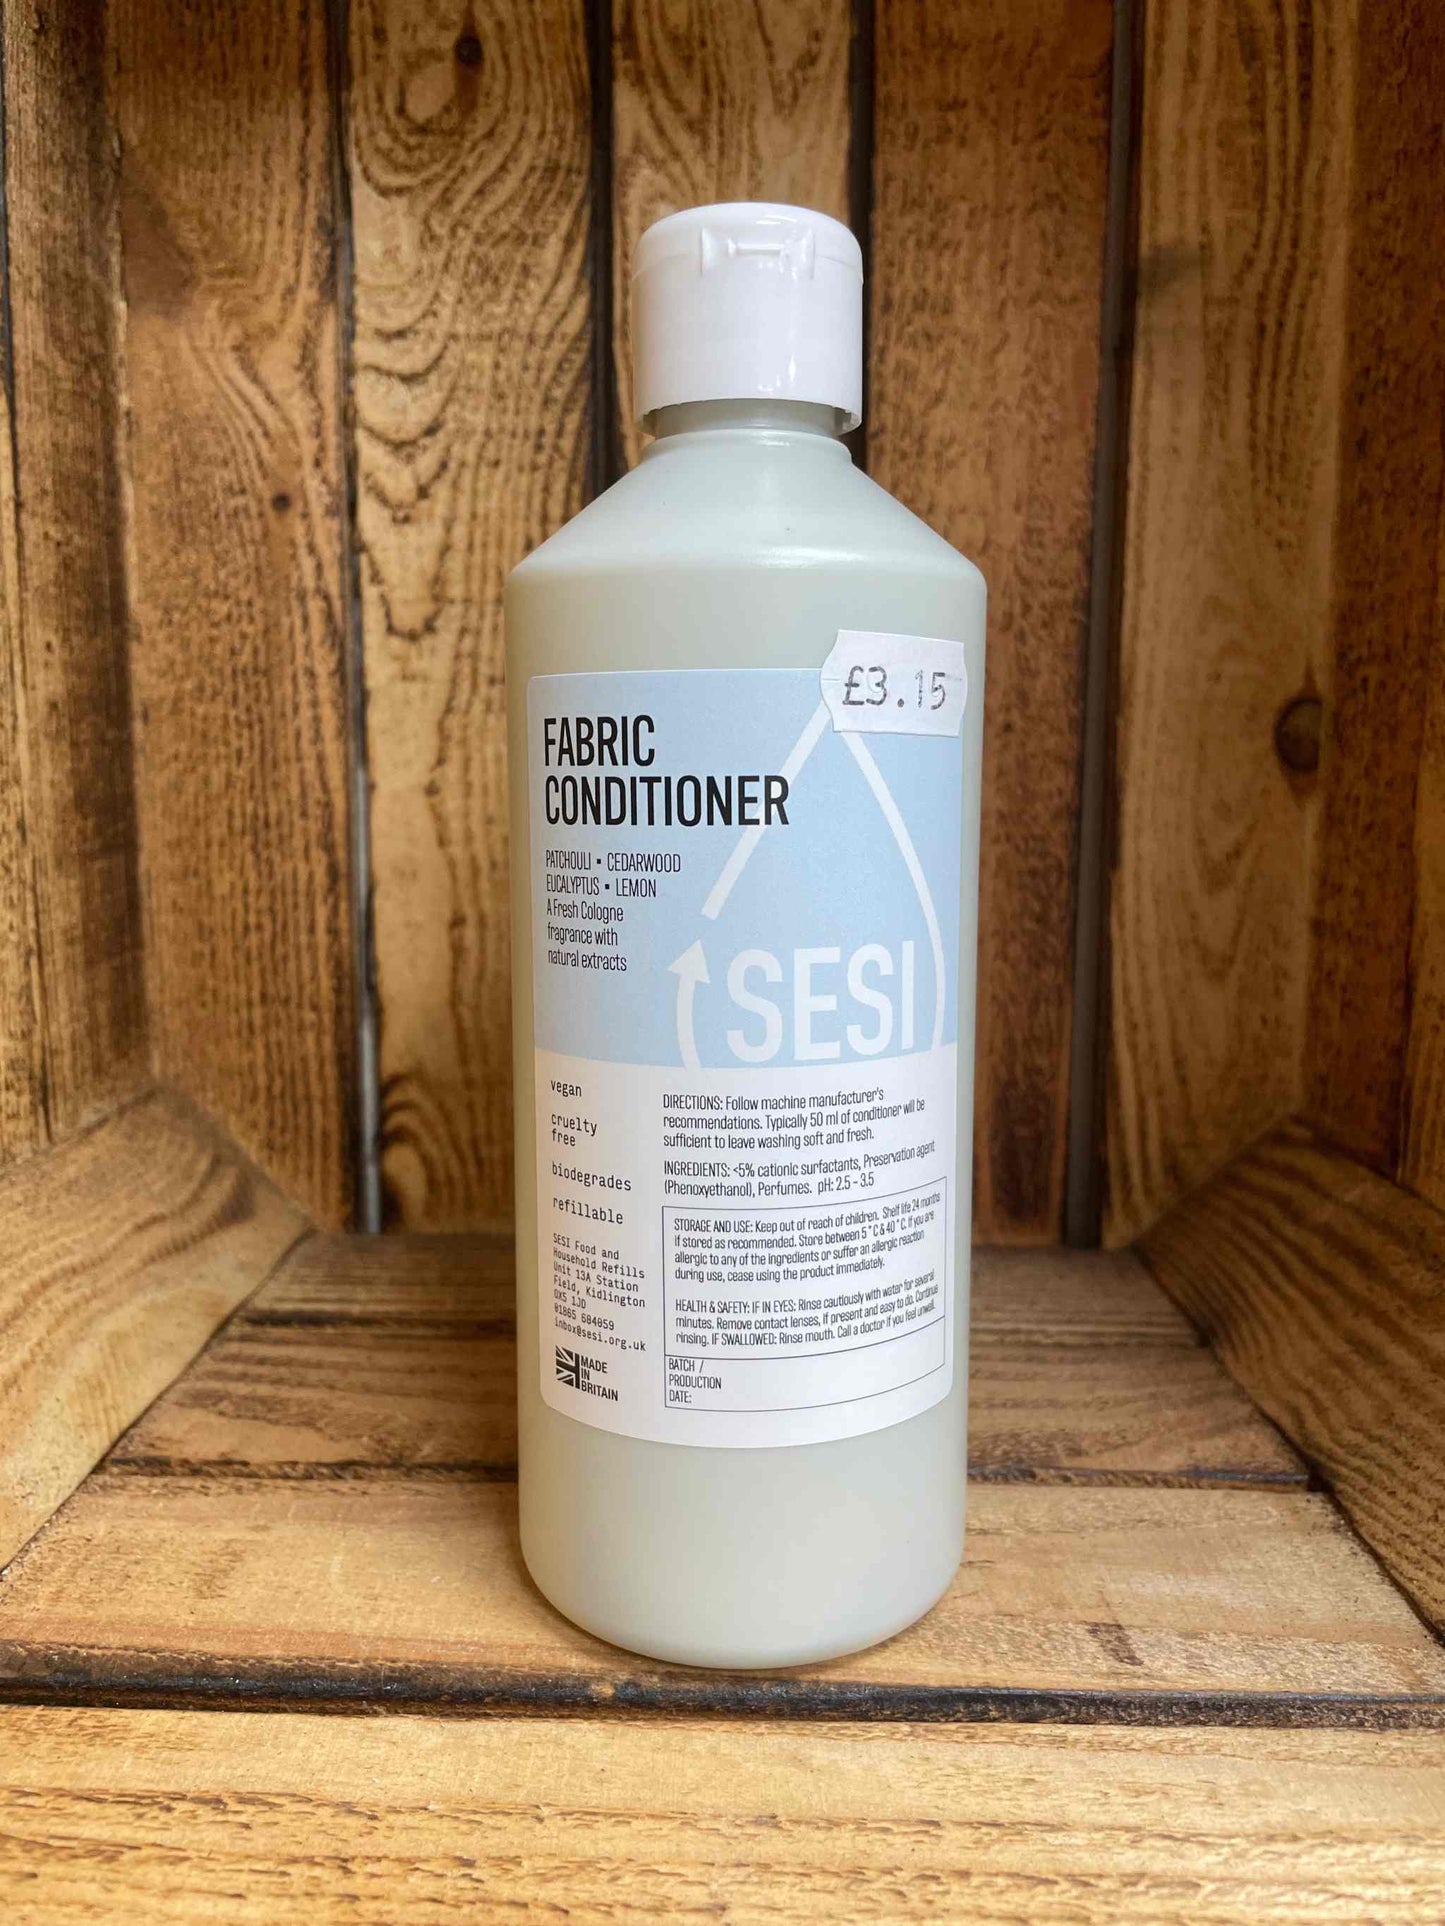 £3.15
FABRIC
CONDITIONER
PATCHOULI ▪ CEDARWOOD
EUCALYPTUS ▪ LEMON
A Fresh Cologne
fragrance with
natural extracts
SESI
vegan
cruelty
free
biodegrades
refillable
SESI Food and
Household Refills
Unit 13A Station
Field, Kidlington
OX5 1JD
01865 684059
inbox@sesi.org.uk
MADE
IN
BRITAIN
DIRECTIONS: Follow machine manufacturer's
recommendations. Typically 50 ml of conditioner will be
sufficient to leave washing soft and fresh.
INGREDIENTS: <5% cationic surfactants, Preservation agent
(Phenoxyethanol), Perfumes. pH: 2.5 - 3.5
STORAGE AND USE: Keep out of reach of children. Shelf life 24 months
if stored as recommended. Store between 5°C & 40°C. If you are
allergic to any of the ingredients or suffer an allergic reaction
during use, cease using the product immediately.
HEALTH & SAFETY: IF IN EYES: Rinse cautiously with water for several
minutes. Remove contact lenses, if present and easy to do. Continue
rinsing. IF SWALLOWED: Rinse mouth. Call a doctor if you feel unwell.
BATCH /
PRODUCTION
DATE: